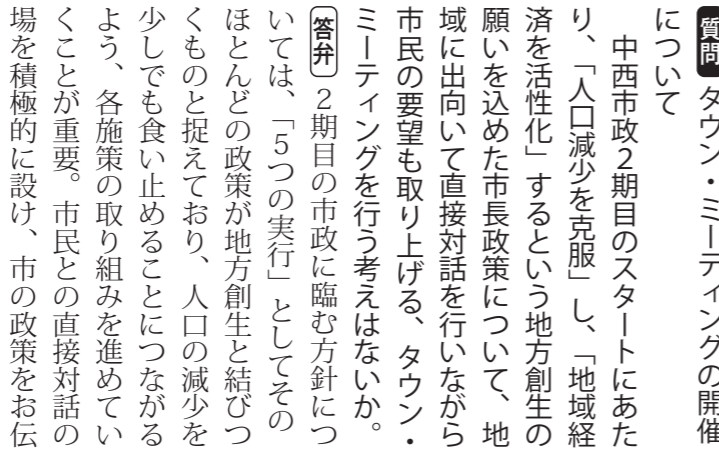 質問 タウン・ミーティングの開催
について
中西市政２期目のスタートにあた
り、「人口減少を克服」し、「地域経
済を活性化」するという地方創生の
願いを込めた市長政策について、地
域に出向いて直接対話を行いながら
市民の要望も取り上げる、タウン・
ミーティングを行う考えはないか。
答弁 ２期目の市政に臨む方針につ
いては、「５つの実行」としてその
ほとんどの政策が地方創生と結びつ
くものと捉えており、人口の減少を
少しでも食い止めることにつながる
よう、各施策の取り組みを進めてい
くことが重要。市民との直接対話の
場を積極的に設け、市の政策をお伝